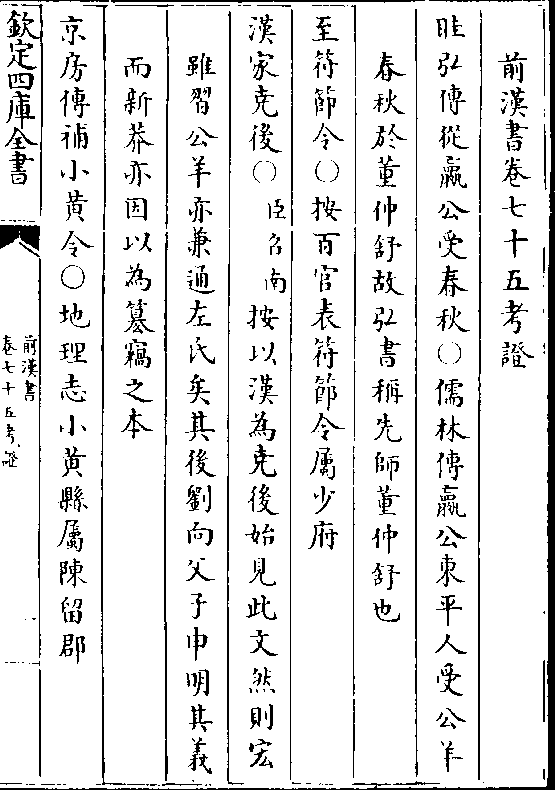 前漢書卷七十五考證
眭弘傳從嬴公受春秋○儒林傳嬴公東平人受公羊
春秋於董仲舒故弘書稱先師董仲舒也
至符節令○按百官表符節令屬少府
漢家堯後○臣召南按以漢為堯後始見此文然則宏
雖習公羊亦兼通左氏矣其後劉向父子申明其義
而新莽亦因以為篡竊之本
京房傳補小黃令○地理志小黃縣屬陳留郡
欽定四庫全書
前漢書
卷七十五考證